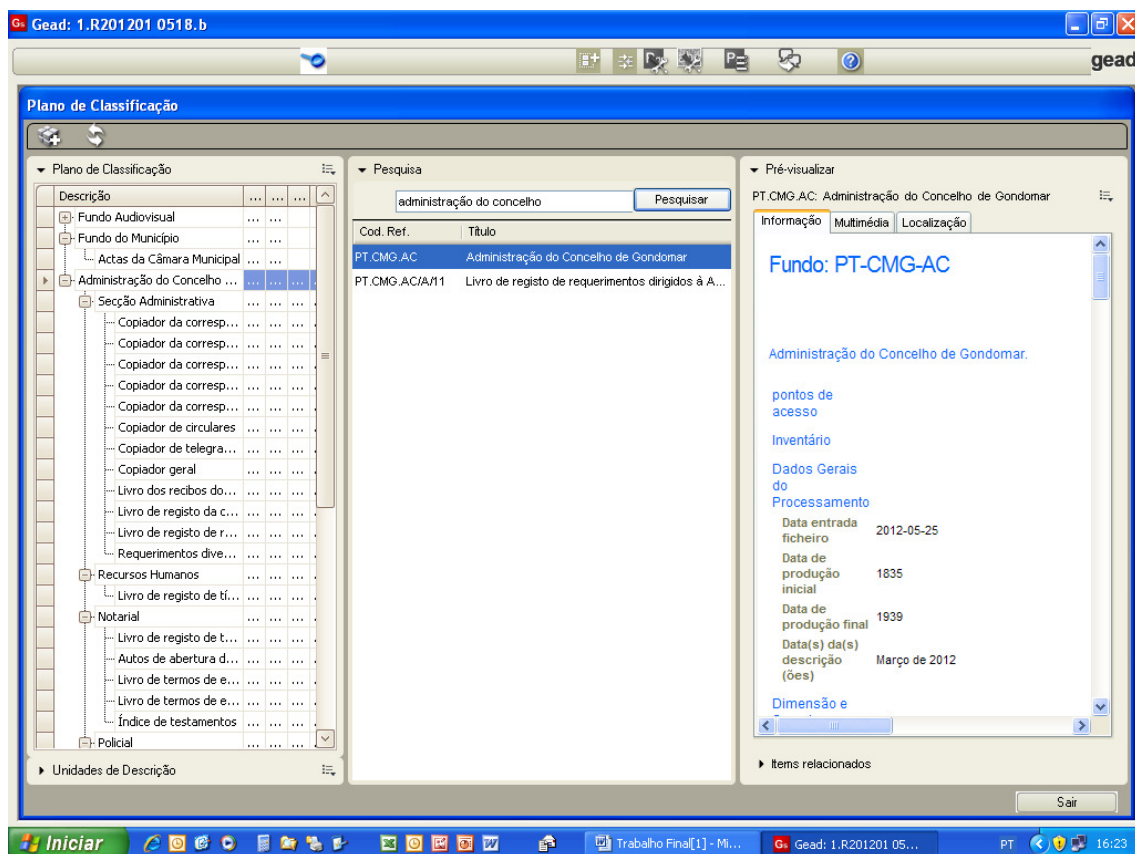 Gs Gead: 1.R201201 0518.b
gead
Plano de Classificação
Plano de Classificação
Descrição ... ... ...
Fundo Audiovisual ... ...
Fundo do Município ... ...
Actas da Câmara Municipal ... ...
Administração do Concelho ... ... ... ...
Secção Administrativa ... ... ...
Copiador da corresp... ... ... ...
Copiador da corresp... ... ... ...
Copiador da corresp... ... ... ...
Copiador da corresp... ... ... ...
Copiador da corresp... ... ... ...
Copiador de circulares ... ... ...
Copiador de telegra... ... ... ...
Copiador geral ... ... ...
Livro dos recibos do... ... ... ...
Livro de registo da c... ... ... ...
Livro de registo de r... ... ... ...
Requerimentos dive... ... ... ...
Recursos Humanos ... ... ...
Livro de registo de tí... ... ... ...
Notarial ... ... ...
Livro de registo de t... ... ... ...
Autos de abertura d... ... ... ...
Livro de termos de e... ... ... ...
Livro de termos de e... ... ... ...
Índice de testamentos ... ... ...
Policial ... ... ...
Unidades de Descrição
Pesquisa
administração do concelho Pesquisar
Cod. Ref. Título
PT.CMG.AC Administração do Concelho de Gondomar
PT.CMG.AC/A/11 Livro de registo de requerimentos dirigidos à A...
Pré-visualizar
PT.CMG.AC: Administração do Concelho de Gondomar
Informação Multimédia Localização
Fundo: PT-CMG-AC
Administração do Concelho de Gondomar.
pontos de
acesso
Inventário
Dados Gerais
do
Processamento
Data entrada
ficheiro 2012-05-25
Data de
produção 1835
inicial
Data de
produção final 1939
Data(s) da(s)
descrição Março de 2012
(ões)
Dimensão e
Items relacionados
Sair
Iniciar Trabalho Final[1] - Mi... Gs Gead: 1.R201201 05... PT 16:23